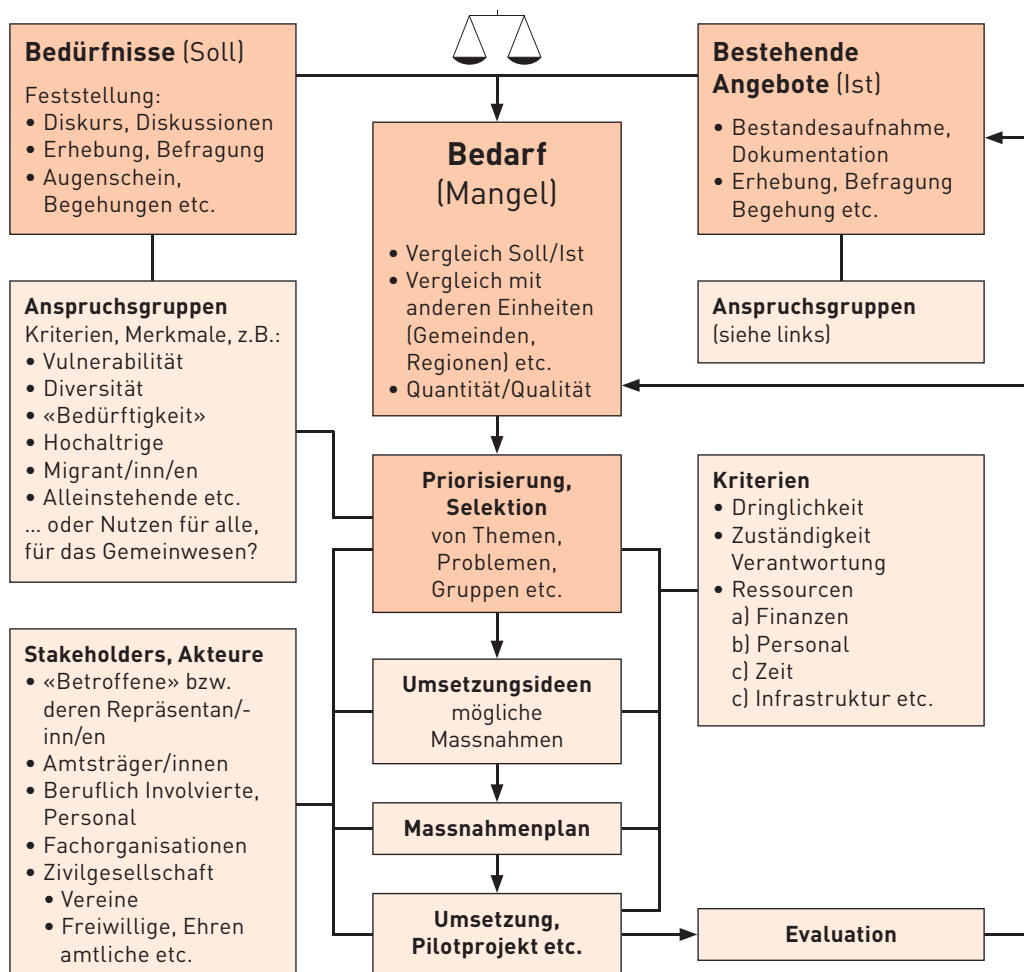 Bedürfnisse (Soll)
Feststellung:
• Diskurs, Diskussionen
• Erhebung, Befragung
• Augenschein,
Begehungen etc.
Bestehende
Angebote (Ist)
• Bestandesaufnahme,
Dokumentation
• Erhebung, Befragung
Begehung etc.
Bedarf
(Mangel)
• Vergleich Soll/Ist
• Vergleich mit
anderen Einheiten
(Gemeinden,
Regionen) etc.
• Quantität/Qualität
Anspruchsgruppen
Kriterien, Merkmale, z.B.:
• Vulnerabilität
• Diversität
• «Bedürftigkeit»
• Hochaltrige
• Migrant/inn/en
• Alleinstehende etc.
... oder Nutzen für alle,
für das Gemeinwesen?
Anspruchsgruppen
(siehe links)
Priorisierung,
Selektion
von Themen,
Problemen,
Gruppen etc.
Kriterien
• Dringlichkeit
• Zuständigkeit
Verantwortung
• Ressourcen
a) Finanzen
b) Personal
c) Zeit
c) Infrastruktur etc.
Stakeholders, Akteure
• «Betroffene» bzw.
deren Repräsentan/-
inn/en
• Amtsträger/innen
• Beruflich Involvierte,
Personal
• Fachorganisationen
• Zivilgesellschaft
• Vereine
• Freiwillige, Ehren
amtliche etc.
Umsetzungsideen
mögliche
Massnahmen
Massnahmenplan
Umsetzung,
Pilotprojekt etc.
Evaluation